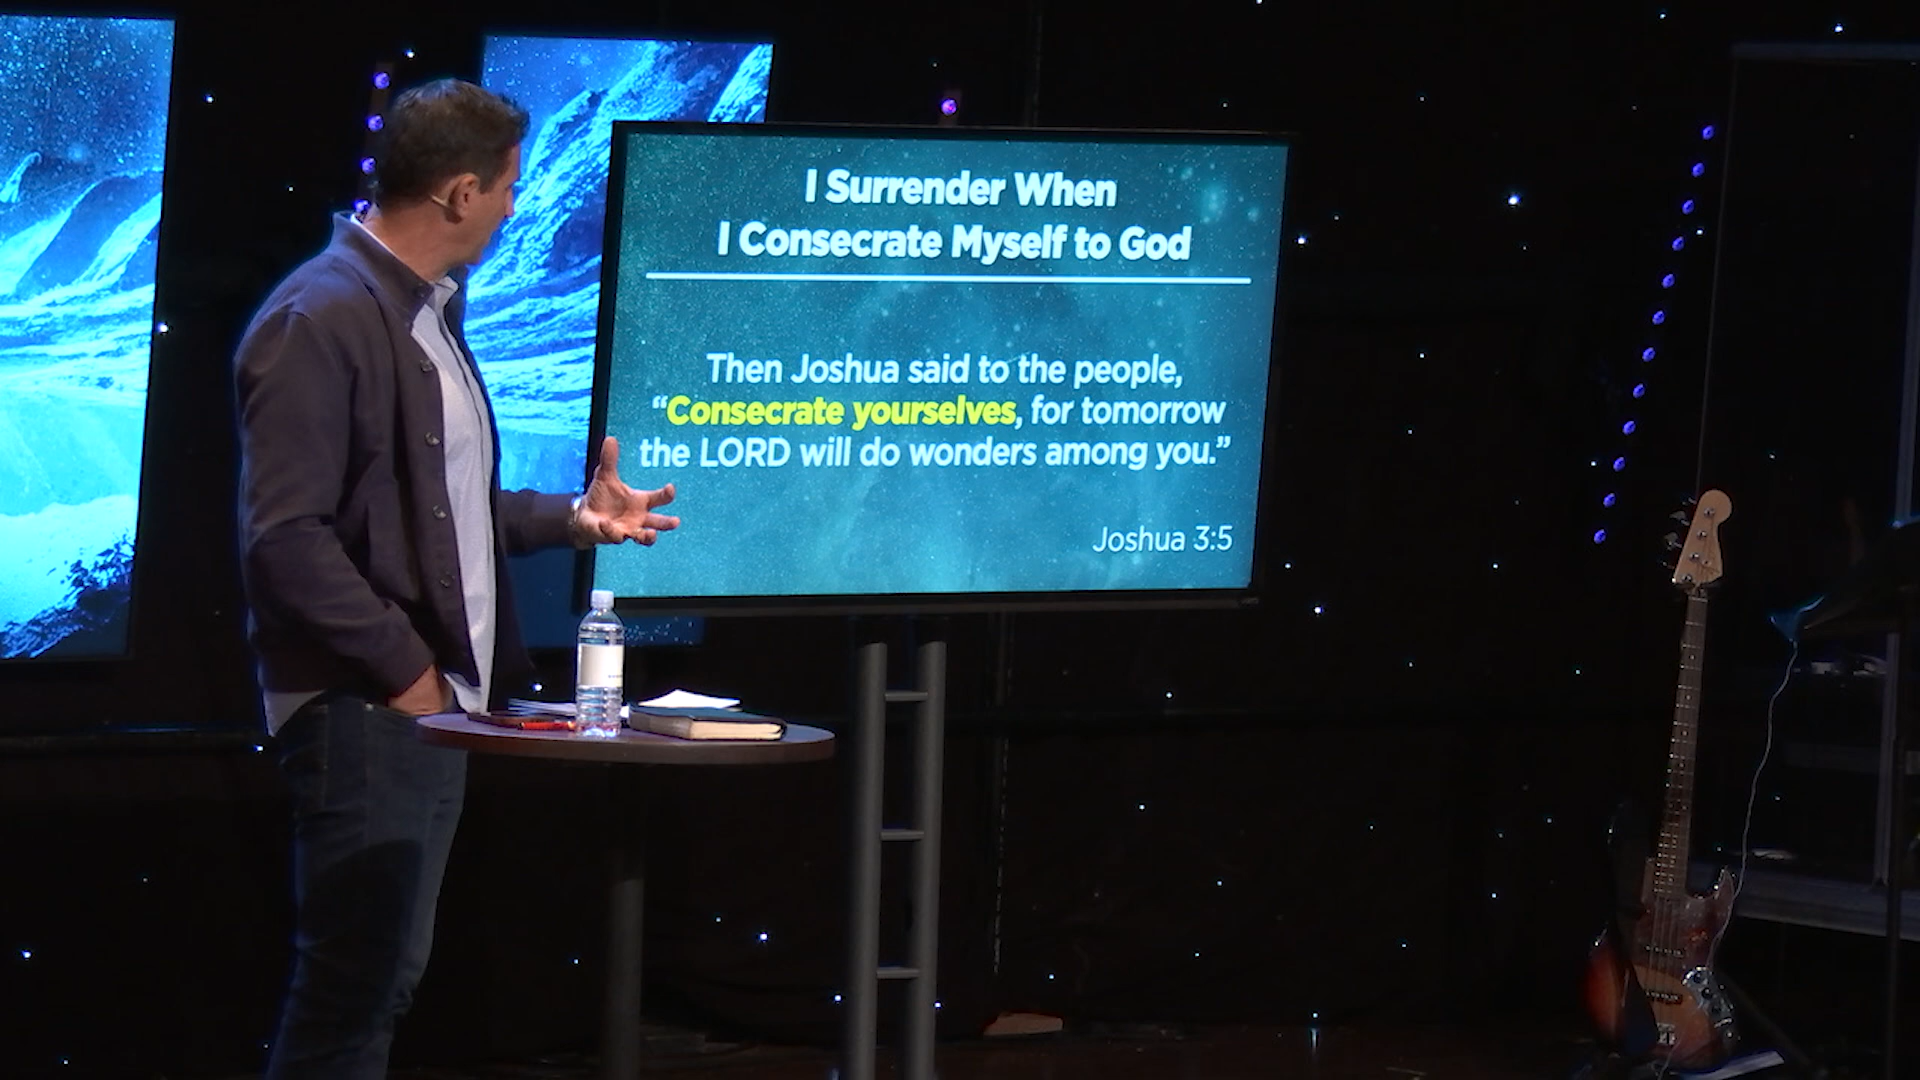 I Surrender When
I Consecrate Myself to God
Then Joshua said to the people,
“Consecrate yourselves, for tomorrow
the LORD will do wonders among you.”
Joshua 3:5